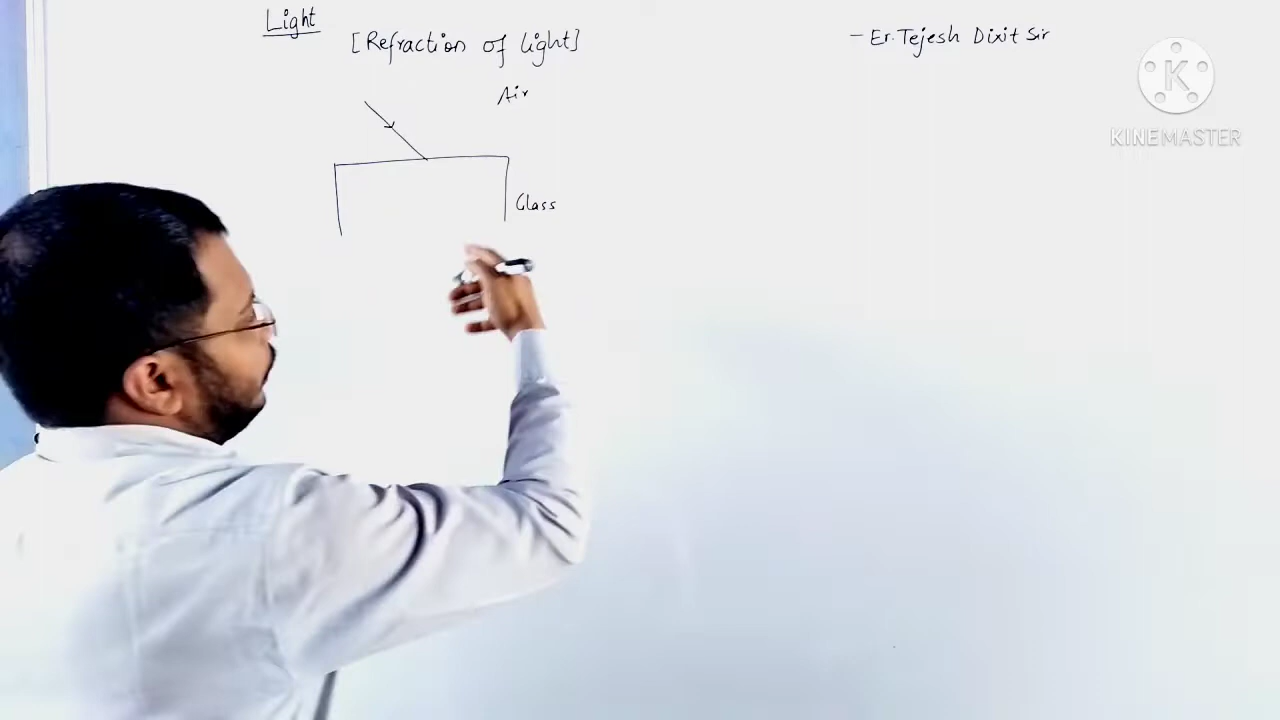 Light
[Refraction of light]
- Er. Tejesh Dixit Sir
Air
Glass
K
KINEMASTER